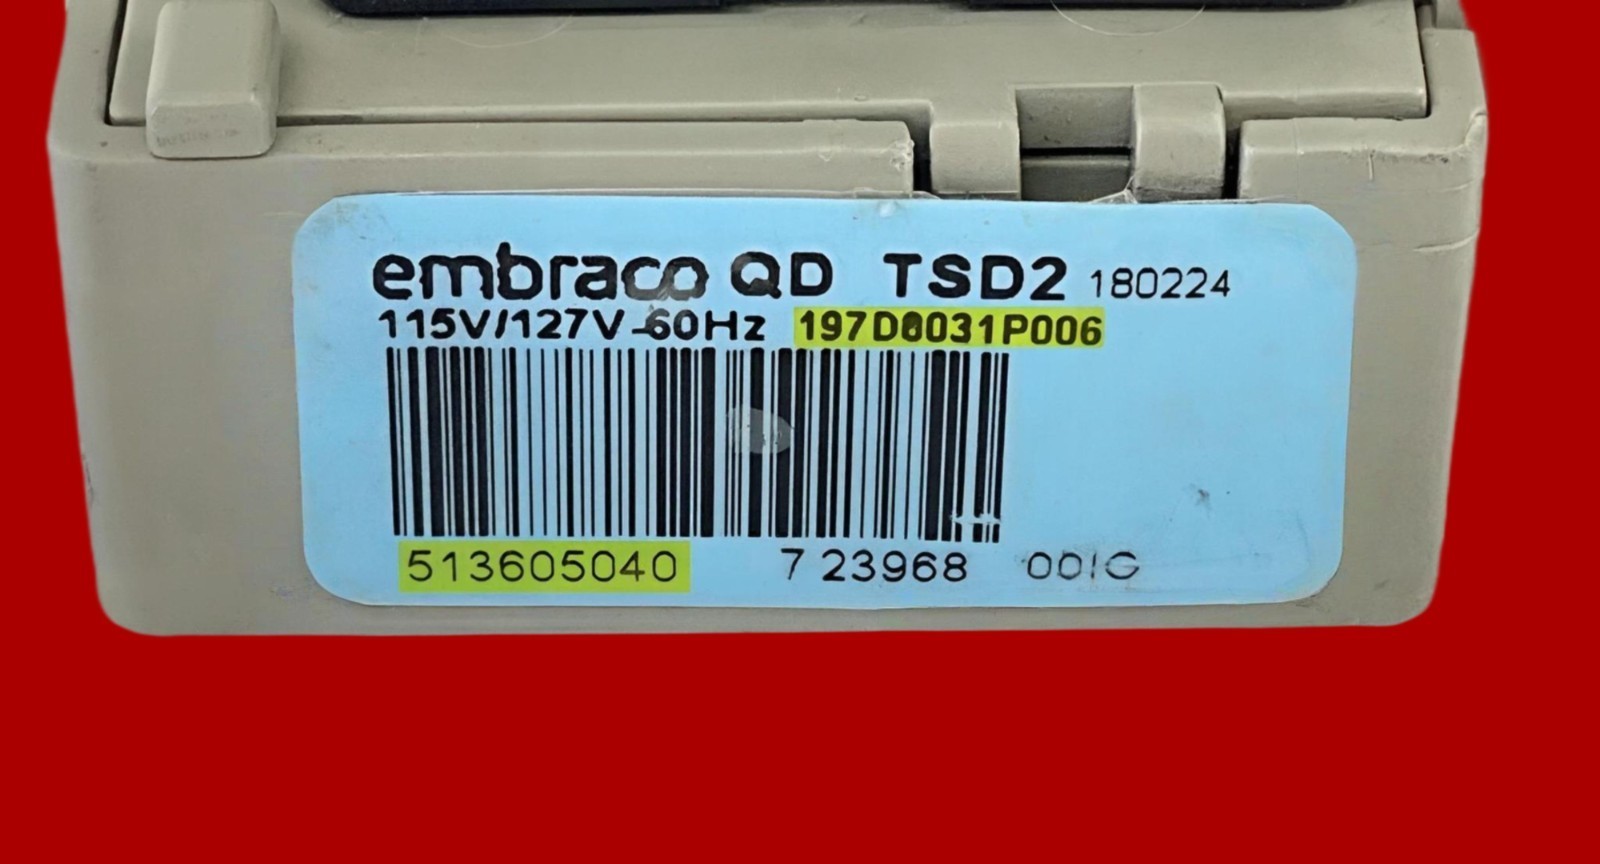 embraco QD TSD2 180224
115V/127V-60Hz 197D8031P006
513605040 7 23968 001G